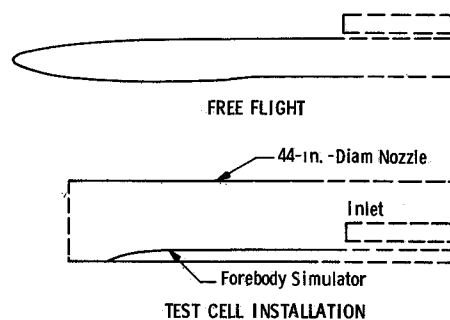 FREE FLIGHT
44-in. -Diam Nozzle
Inlet
Forebody Simulator
TEST CELL INSTALLATION